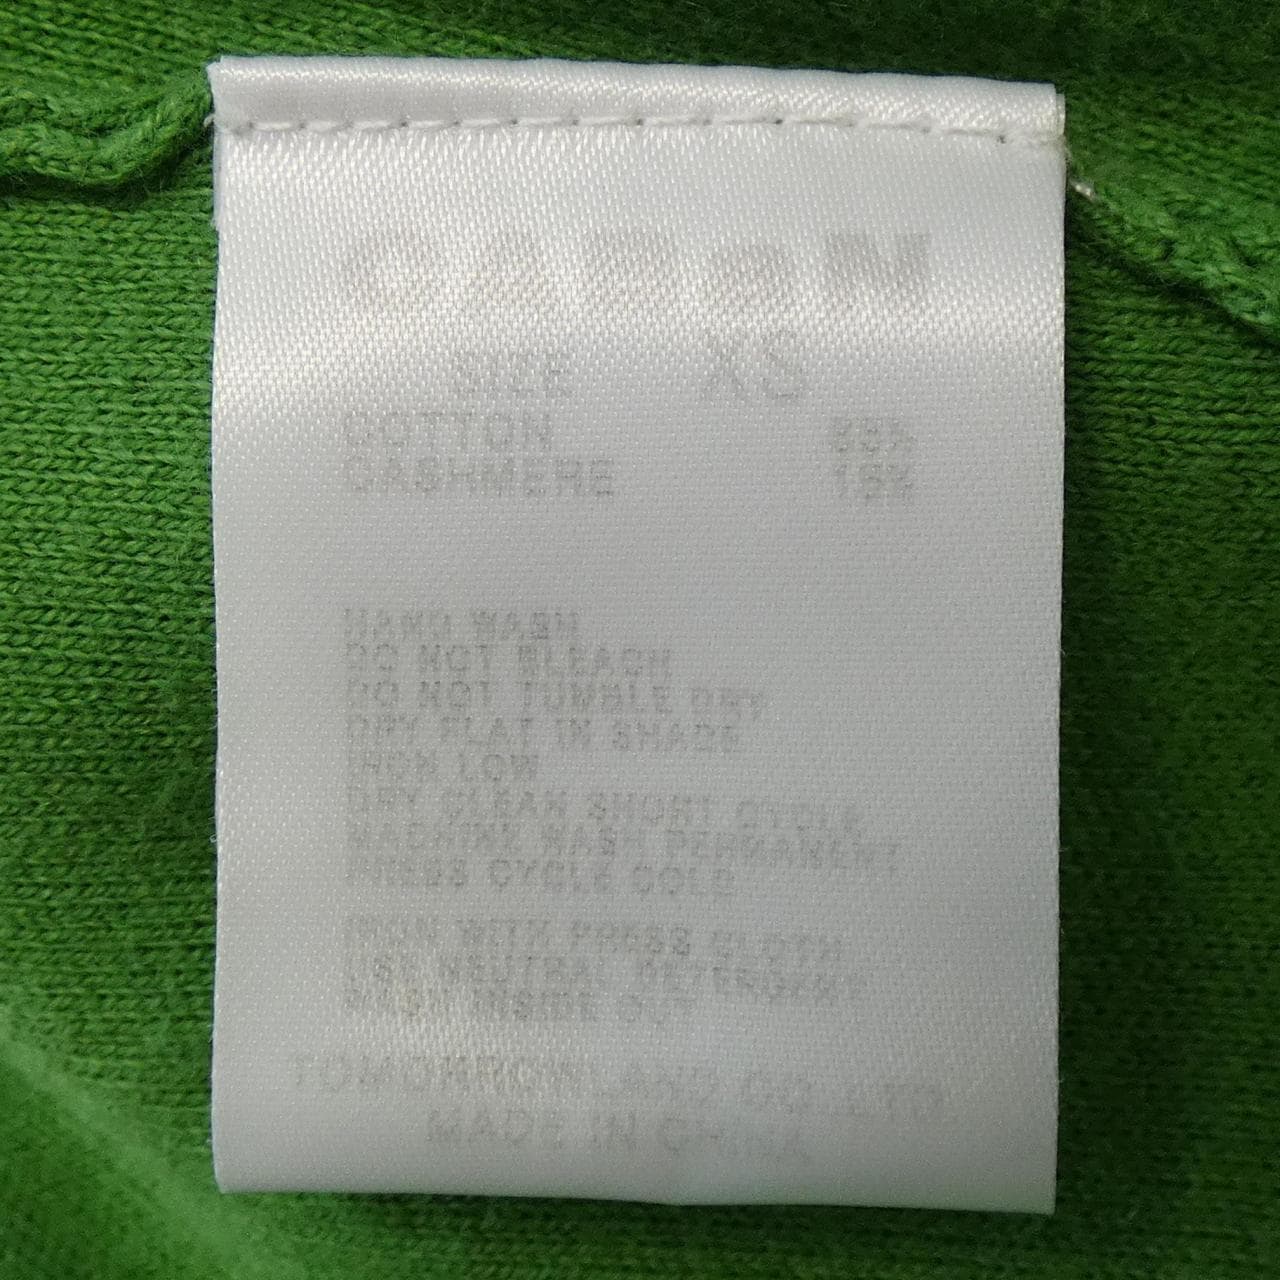 SIZE XS
COTTON
CASHMERE 15%
HAND WASH
DO NOT BLEACH
DO NOT TUMBLE DRY
DRY FLAT IN SHADE
IRON LOW
DRY CLEAN SHORT CYCLE
MACHINE WASH PERMANENT
PRESS CYCLE COLD
IRON WITH PRESS CLOTH
USE NEUTRAL DETERGENT
WASH INSIDE OUT
TOMORROWLAND CO.,LTD
MADE IN CHINA